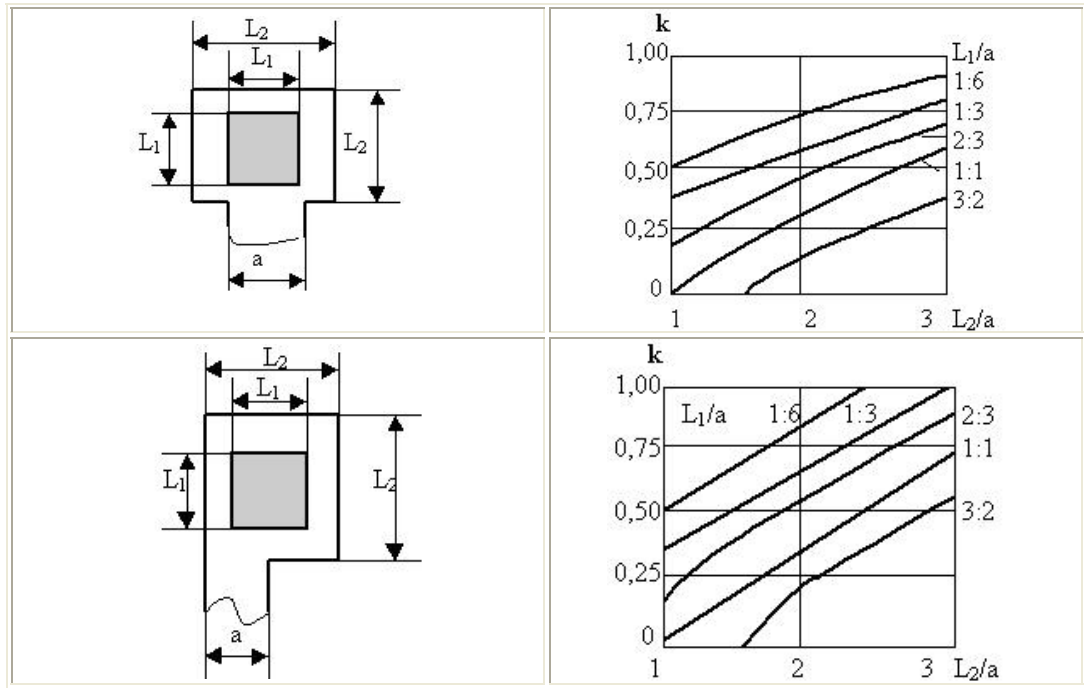 L₂
L₁
L₁
L₂
a
k
1,00
0,75
0,50
0,25
0
1 2 3 L₂/a
L₁/a
1:6
1:3
2:3
1:1
3:2
L₂
L₁
L₁
L₂
a
k
1,00
0,75
0,50
0,25
0
1 2 3 L₂/a
L₁/a 1:6 1:3
2:3
1:1
3:2